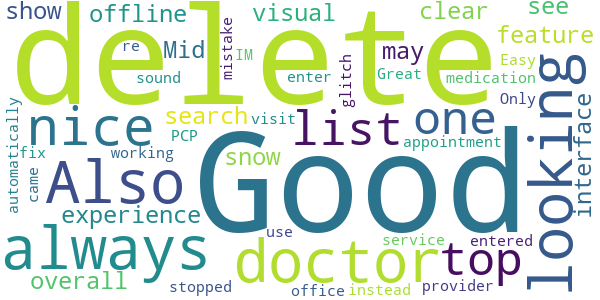 show offline visual clear see
delete
re Mid mistake IM may feature
sound enter glitch Great medication Easy
nice search visit list one Only looking
automatically PCP appointment interface
fix working snow Good
came Also
experience
always use doctor service top entered
overall stopped office instead provider